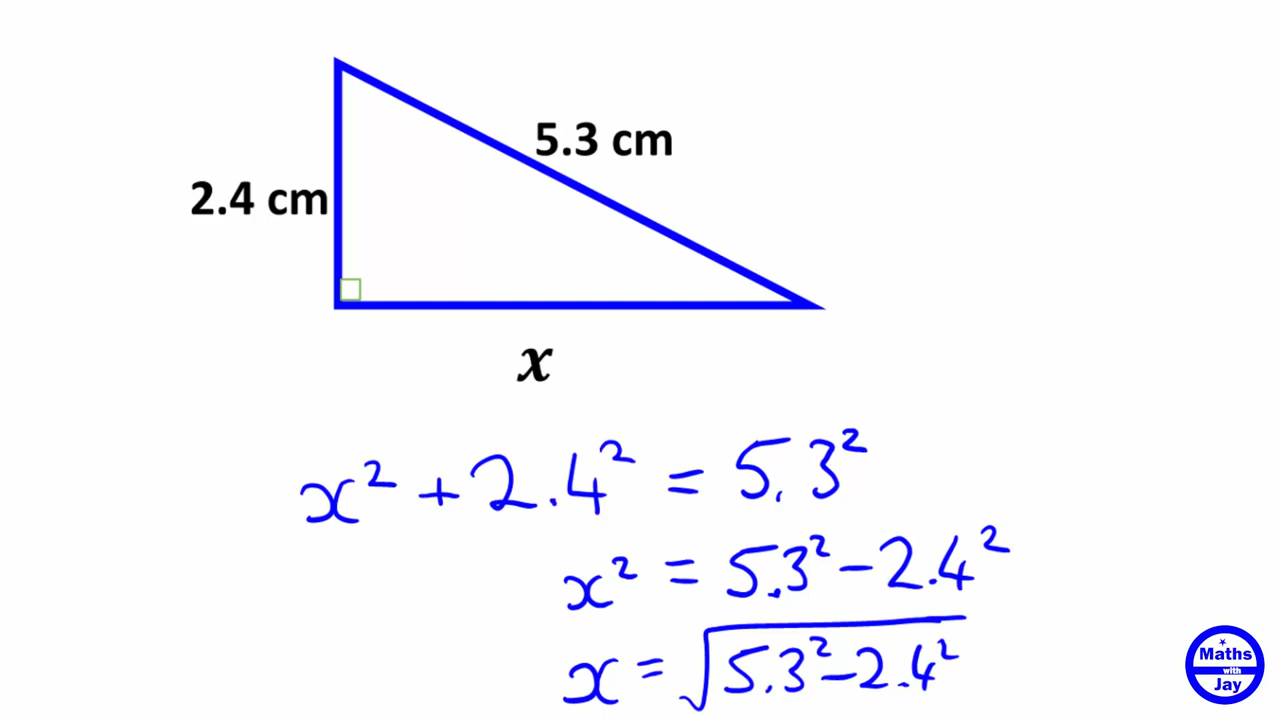 5.3 cm
2.4 cm
x
x² + 2.4² = 5.3²
x² = 5.3² − 2.4²
x = √(5.3² − 2.4²)
Maths
with
Jay